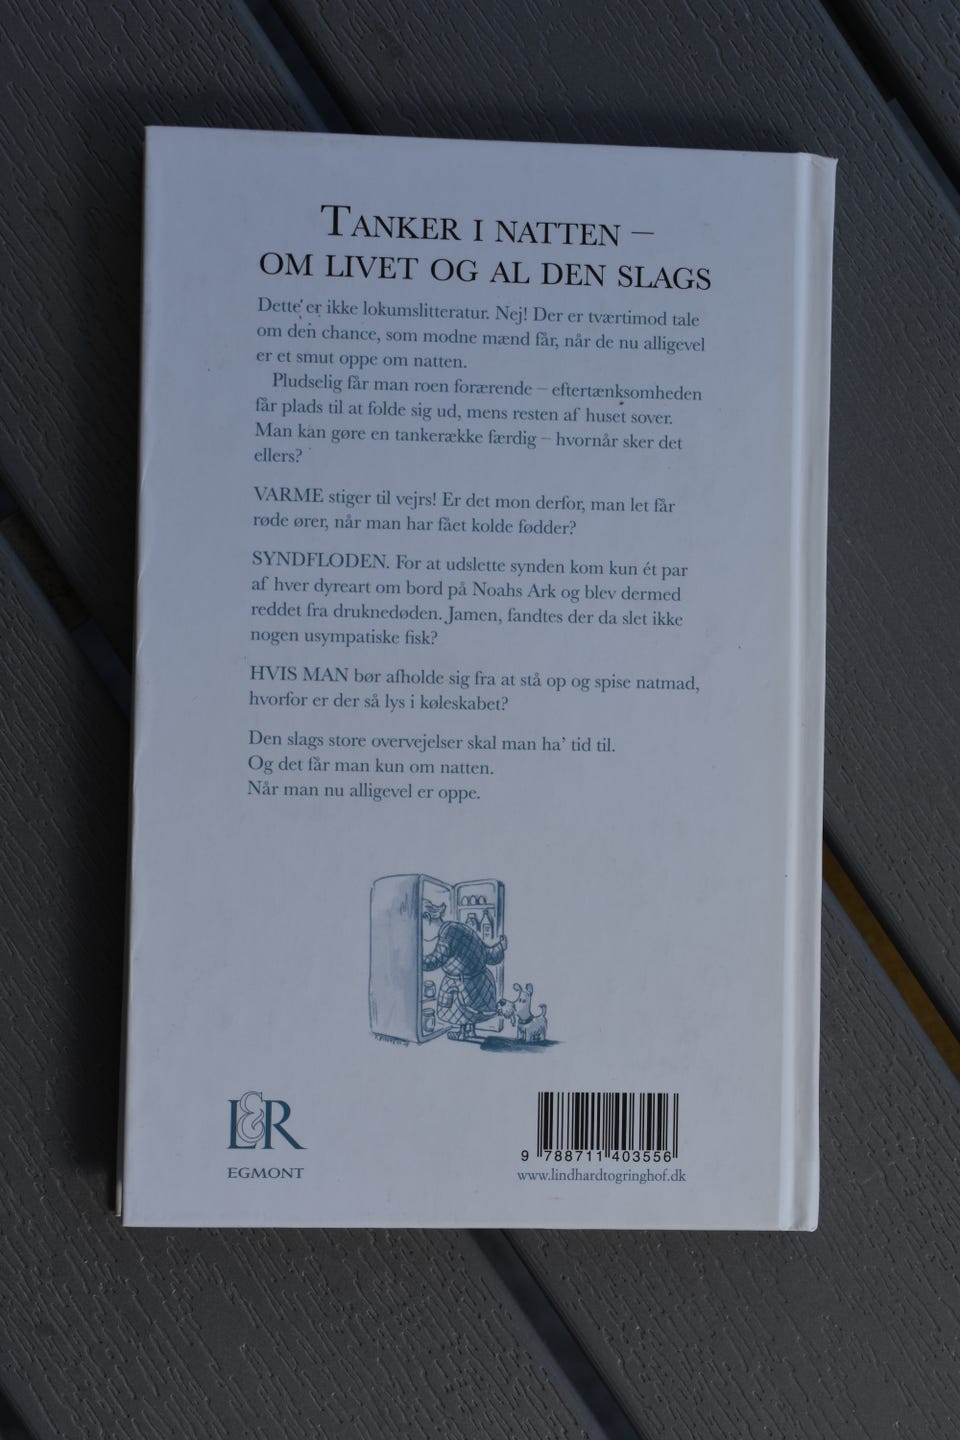 TANKER I NATTEN –
OM LIVET OG AL DEN SLAGS
Dette er ikke lokumslitteratur. Nej! Der er tværtimod tale
om den chance, som modne mænd får, når de nu alligevel
er et smut oppe om natten.
Pludselig får man roen forærende – eftertænksomheden
får plads til at folde sig ud, mens resten af huset sover.
Man kan gøre en tankerække færdig – hvornår sker det
ellers?
VARME stiger til vejrs! Er det mon derfor, man let får
røde ører, når man har fået kolde fødder?
SYNDFLODEN. For at udslette synden kom kun ét par
af hver dyreart om bord på Noahs Ark og blev dermed
reddet fra druknedøden. Jamen, fandtes der da slet ikke
nogen usympatiske fisk?
HVIS MAN bør afholde sig fra at stå op og spise natmad,
hvorfor er der så lys i køleskabet?
Den slags store overvejelser skal man ha' tid til.
Og det får man kun om natten.
Når man nu alligevel er oppe.
L&R
EGMONT
9 788711 403556
www.lindhardtogringhof.dk